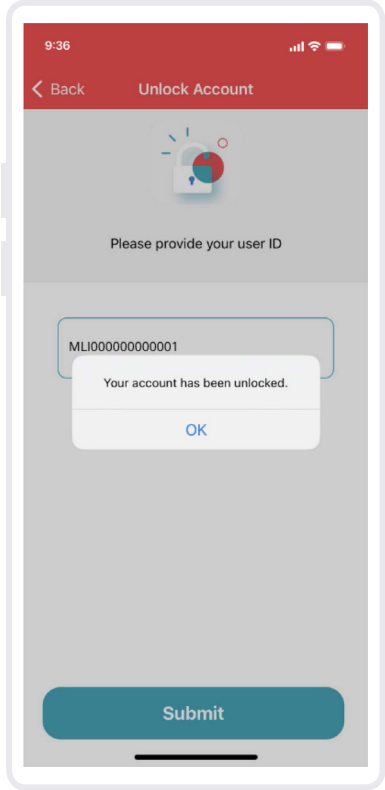 9:36
Back
Unlock Account
Please provide your user ID
MLI000000000001
Your account has been unlocked.
OK
Submit